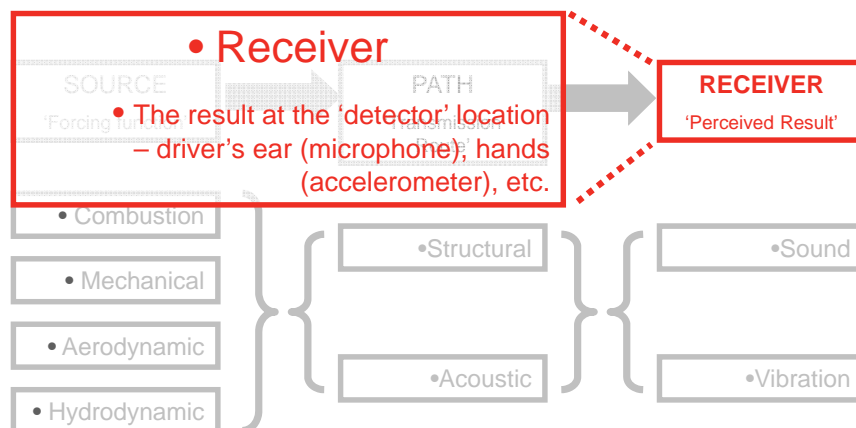 • Receiver
• The result at the ‘detector’ location
– driver’s ear (microphone), hands
(accelerometer), etc.
SOURCE
‘Forcing function’
PATH
‘Transmission
Route’
RECEIVER
‘Perceived Result’
• Combustion
• Mechanical
• Aerodynamic
• Hydrodynamic
•Structural
•Acoustic
•Sound
•Vibration